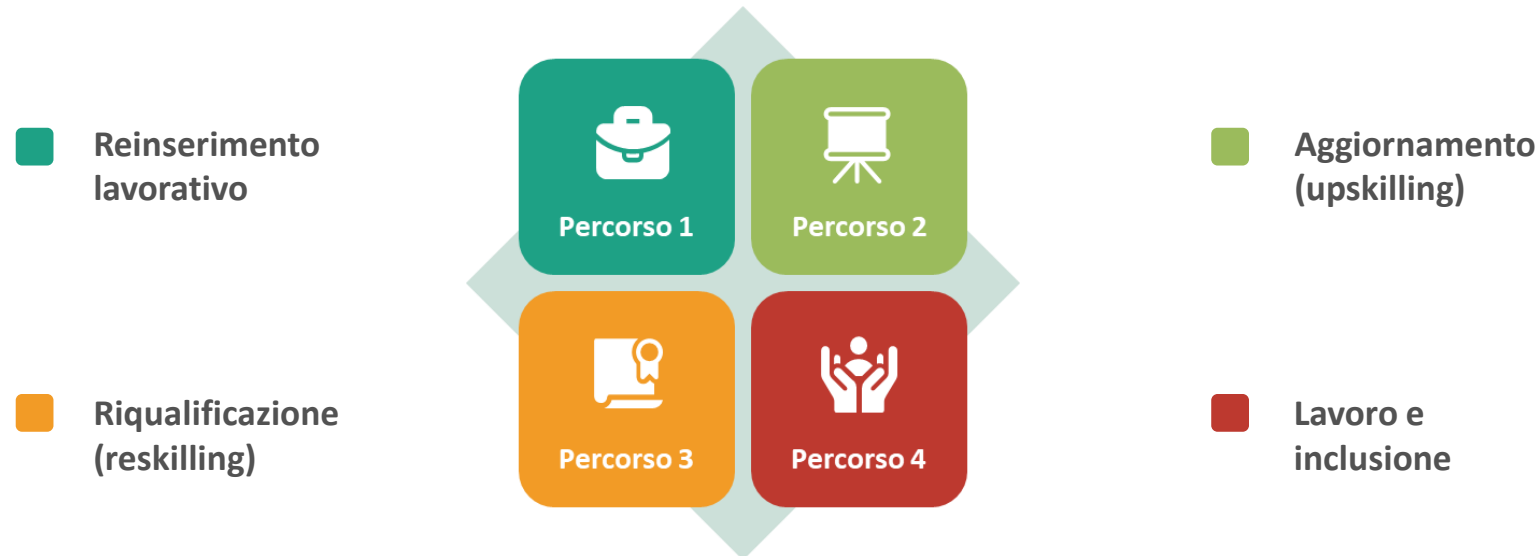 Reinserimento
lavorativo
Percorso 1
Percorso 2
Aggiornamento
(upskilling)
Riqualificazione
(reskilling)
Percorso 3
Percorso 4
Lavoro e
inclusione